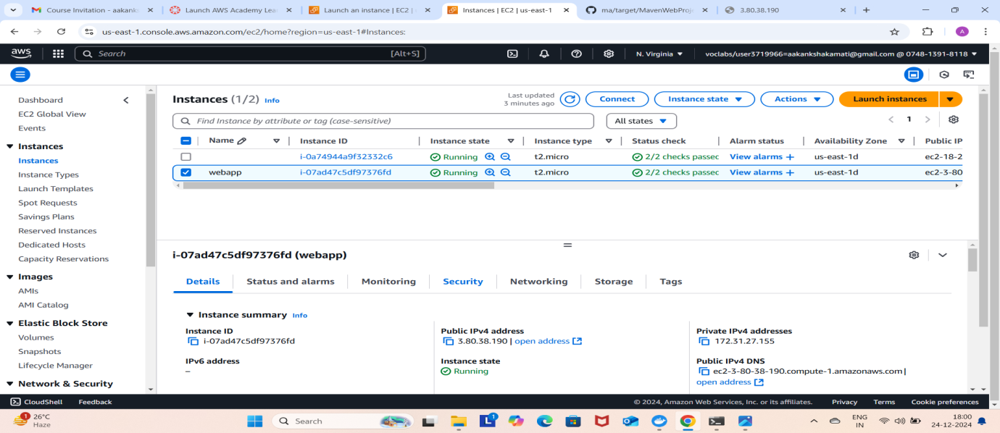 Course Invitation - aakank
Launch AWS Academy Lea
Launch an instance | EC2 |
Instances | EC2 | us-east-1
ma/target/MavenWebProje
3.80.38.190
us-east-1.console.aws.amazon.com/ec2/home?region=us-east-1#Instances:
A
aws
Search
[Alt+S]
N. Virginia
voclabs/user3719966=aakankshakamati@gmail.com @ 0748-1391-8118
Dashboard
EC2 Global View
Events
Instances
Instances
Instance Types
Launch Templates
Spot Requests
Savings Plans
Reserved Instances
Dedicated Hosts
Capacity Reservations
Images
AMIs
AMI Catalog
Elastic Block Store
Volumes
Snapshots
Lifecycle Manager
Network & Security
Instances (1/2) Info
Last updated
3 minutes ago
Connect
Instance state
Actions
Launch instances
Find Instance by attribute or tag (case-sensitive)
All states
1
Name Instance ID Instance state Instance type Status check Alarm status Availability Zone Public IP
i-0a74944a9f32332c6 Running t2.micro 2/2 checks passec View alarms + us-east-1d ec2-18-2
webapp i-07ad47c5df97376fd Running t2.micro 2/2 checks passec View alarms + us-east-1d ec2-3-80
i-07ad47c5df97376fd (webapp)
Details Status and alarms Monitoring Security Networking Storage Tags
Instance summary Info
Instance ID
i-07ad47c5df97376fd
IPv6 address
–
Public IPv4 address
3.80.38.190 | open address
Instance state
Running
Private IPv4 addresses
172.31.27.155
Public IPv4 DNS
ec2-3-80-38-190.compute-1.amazonaws.com |
open address
CloudShell Feedback
© 2024, Amazon Web Services, Inc. or its affiliates. Privacy Terms Cookie preferences
1
26°C
Haze
Search
L
1
ENG
IN
18:00
24-12-2024